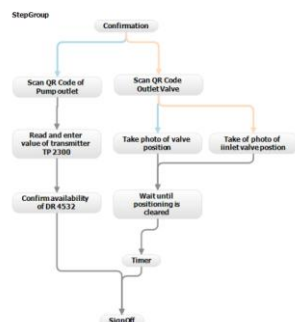 StepGroup
Confirmation
Scan QR Code of
Pump outlet
Scan QR Code
Outlet Valve
Read and enter
value of transmitter
TP 2300
Take photo of valve
position
Take of photo of
iinlet valve postion
Confirm availability
of DR 4532
Wait until
positioning is
cleared
Timer
SignOff